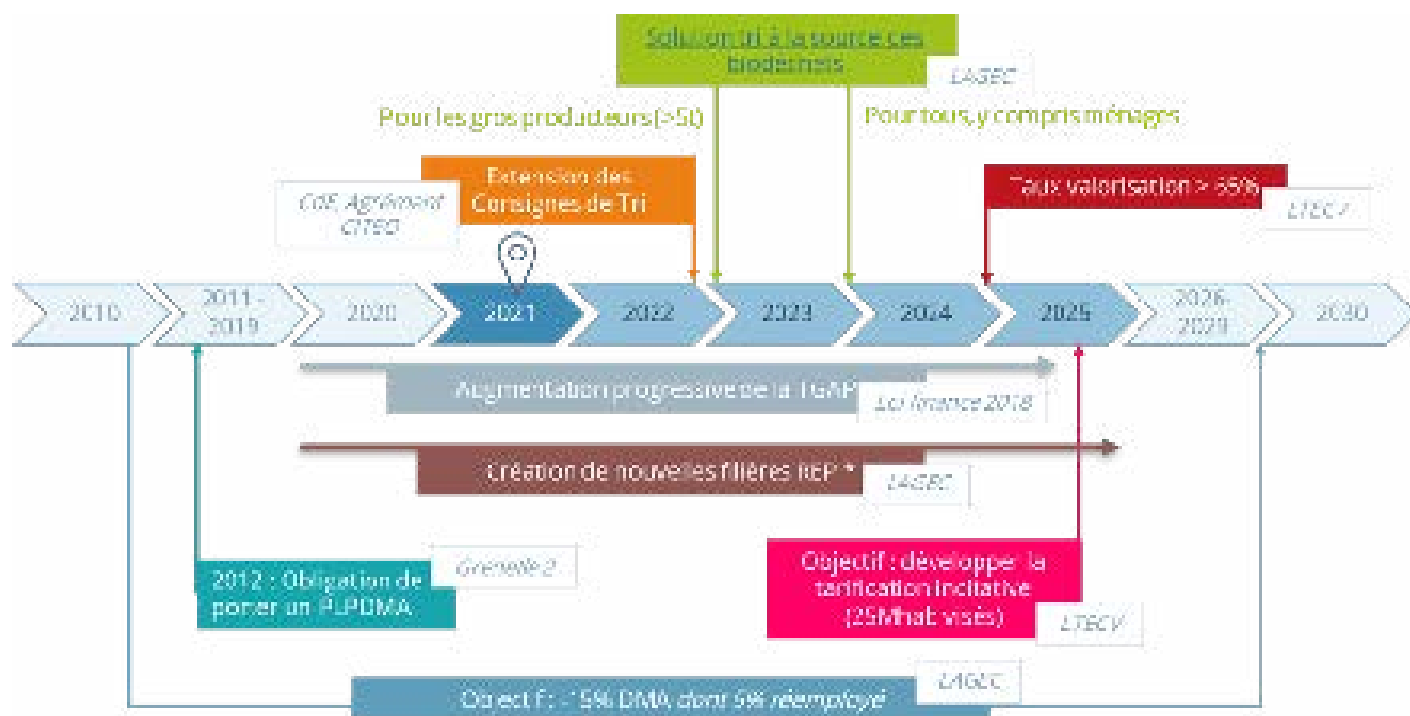 Solution tri à la source des
biodéchets
LAGEC
Pour les gros producteurs (>5t)
Pour tous, y compris ménages
Extension des
Consignes de Tri
CdE, Agrément
CITEO
Taux valorisation > 65%
LTECV
2010
2011 -
2019
2020
2021
2022
2023
2024
2025
2026-
2029
2030
Augmentation progressive de la TGAP
Loi finance 2018
Création de nouvelles filières REP *
LAGEC
2012 : Obligation de
porter un PLPDMA
Grenelle 2
Objectif : développer la
tarification incitative
(25Mhab visés)
LTECV
Objectif : -15% DMA dont 5% réemployé
LAGEC